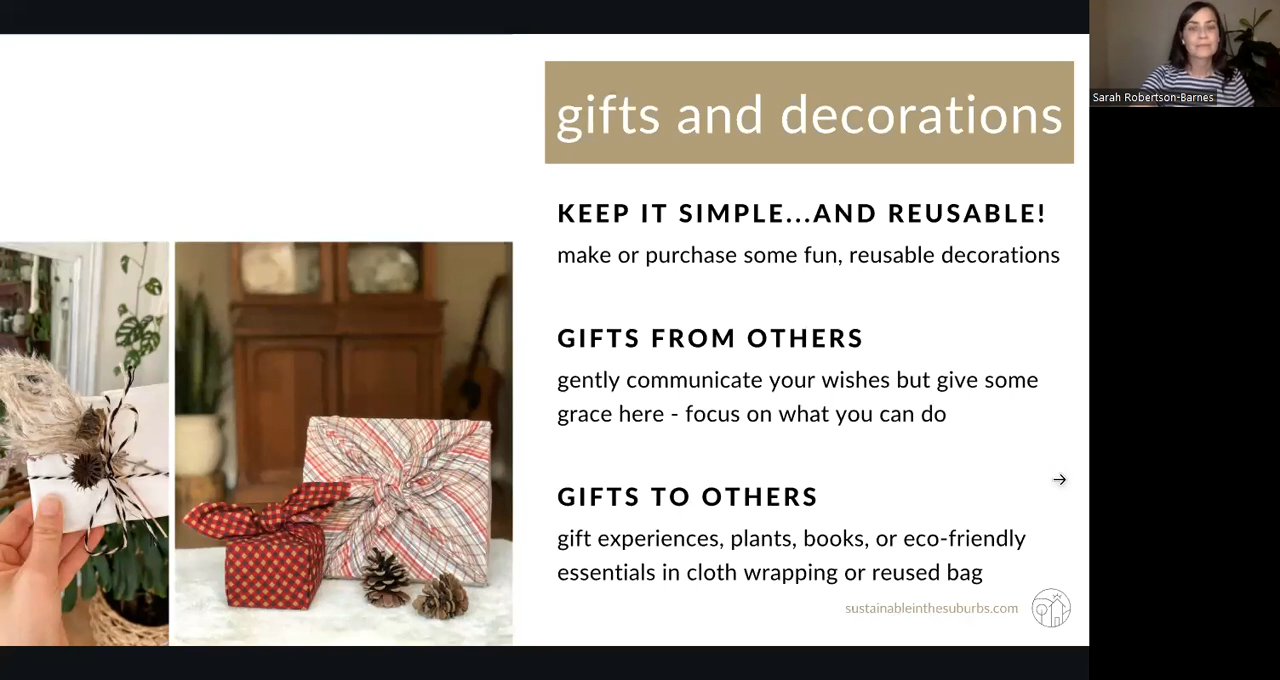 gifts and decorations
Sarah Robertson-Barnes
KEEP IT SIMPLE...AND REUSABLE!
make or purchase some fun, reusable decorations
GIFTS FROM OTHERS
gently communicate your wishes but give some
grace here - focus on what you can do
GIFTS TO OTHERS
gift experiences, plants, books, or eco-friendly
essentials in cloth wrapping or reused bag
sustainableinthesuburbs.com